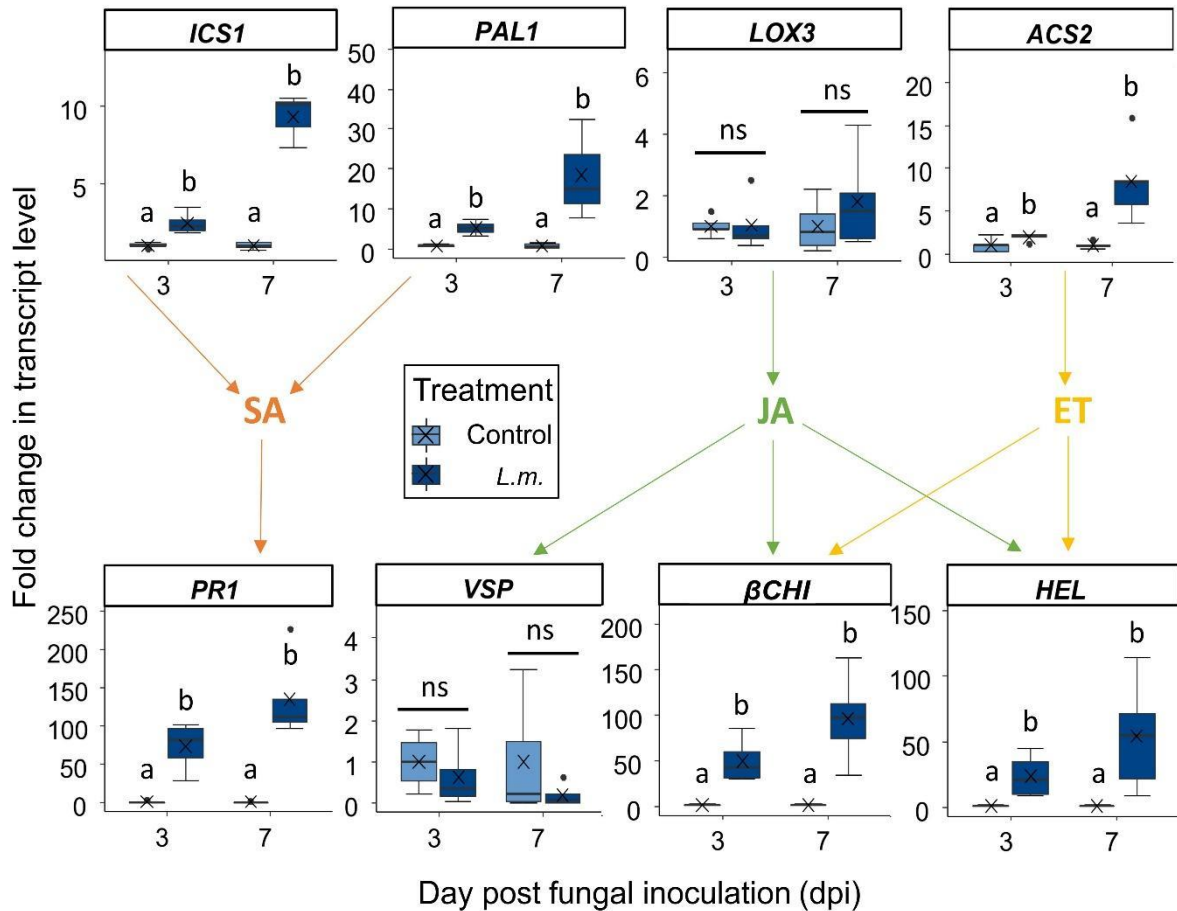 ICS1
PAL1
LOX3
ACS2
Fold change in transcript level
10
5
a
b
a
b
3
7
50
40
30
20
10
0
a
b
a
b
3
7
6
4
2
0
ns
ns
3
7
20
15
10
5
0
a
b
a
b
3
7
SA
Treatment
Control
L.m.
JA
ET
PR1
VSP
βCHI
HEL
250
200
150
100
50
0
a
b
a
b
3
7
4
3
2
1
0
ns
ns
3
7
200
150
100
50
0
a
b
a
b
3
7
150
100
50
0
a
b
a
b
3
7
Day post fungal inoculation (dpi)